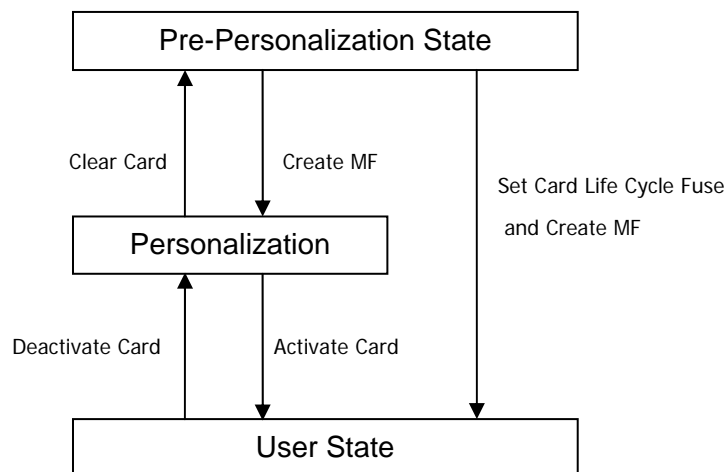 Pre-Personalization State
Clear Card
Create MF
Set Card Life Cycle Fuse
and Create MF
Personalization
Deactivate Card
Activate Card
User State